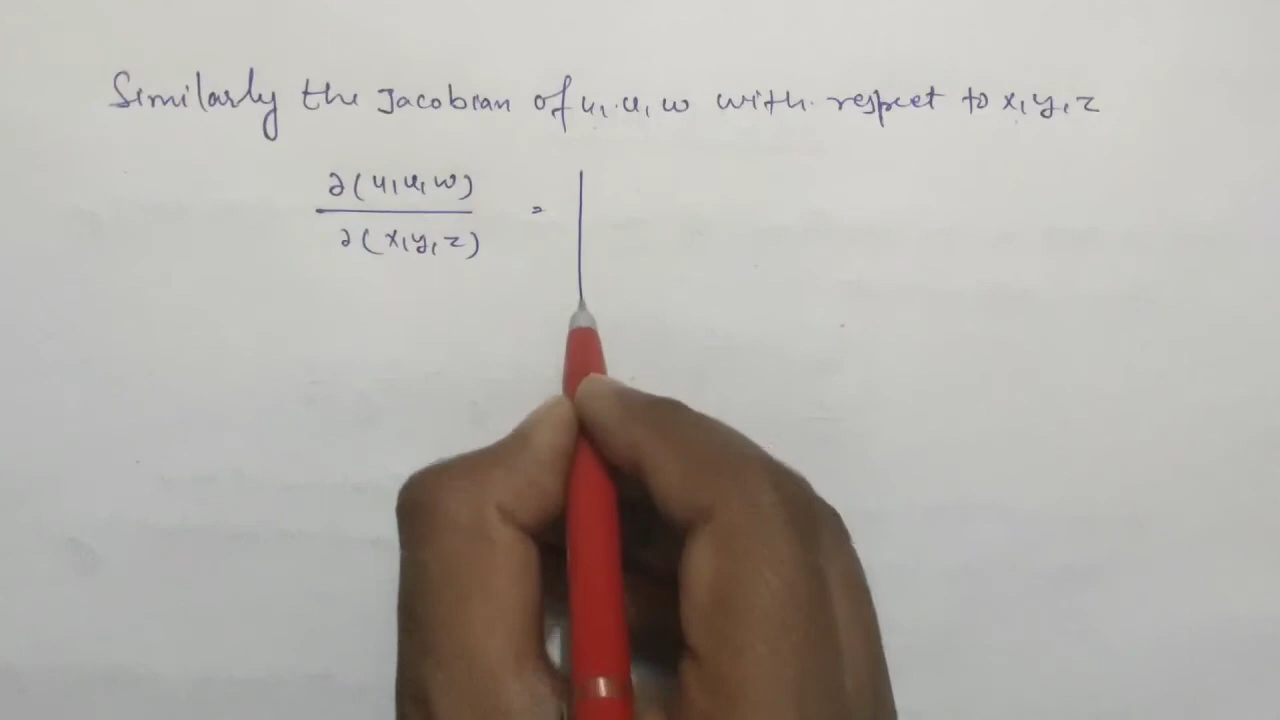 Similarly the Jacobian of u, u, w with respect to x, y, z
∂(u, u, w)
∂(x, y, z)
=